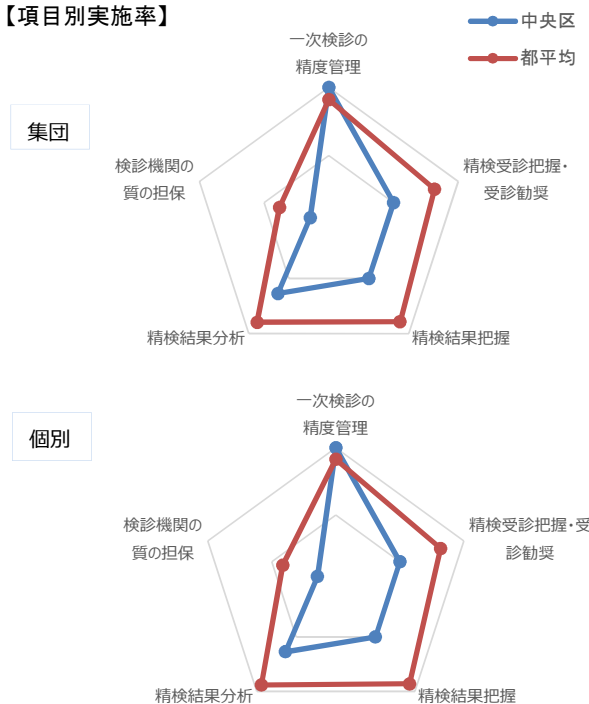 【項目別実施率】
中央区
都平均
集団
一次検診の
精度管理
精検受診把握・
受診勧奨
精検結果把握
精検結果分析
検診機関の
質の担保
個別
一次検診の
精度管理
精検受診把握・受
診勧奨
精検結果把握
精検結果分析
検診機関の
質の担保